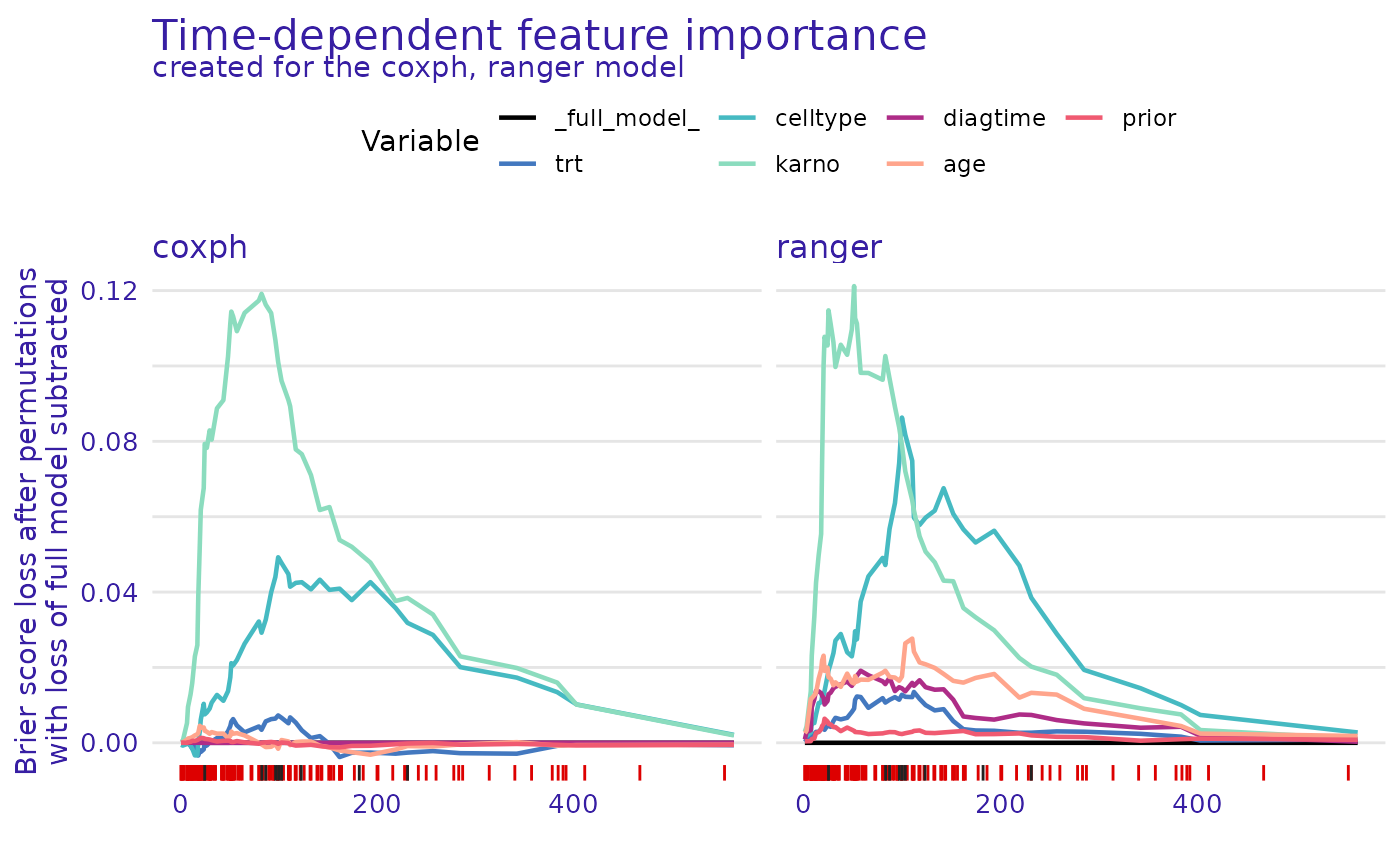 Time-dependent feature importance
created for the coxph, ranger model
Variable
_full_model_
celltype
diagtime
prior
trt
karno
age
coxph
ranger
Brier score loss after permutations
with loss of full model subtracted
0.12
0.08
0.04
0.00
0
200
400
0
200
400